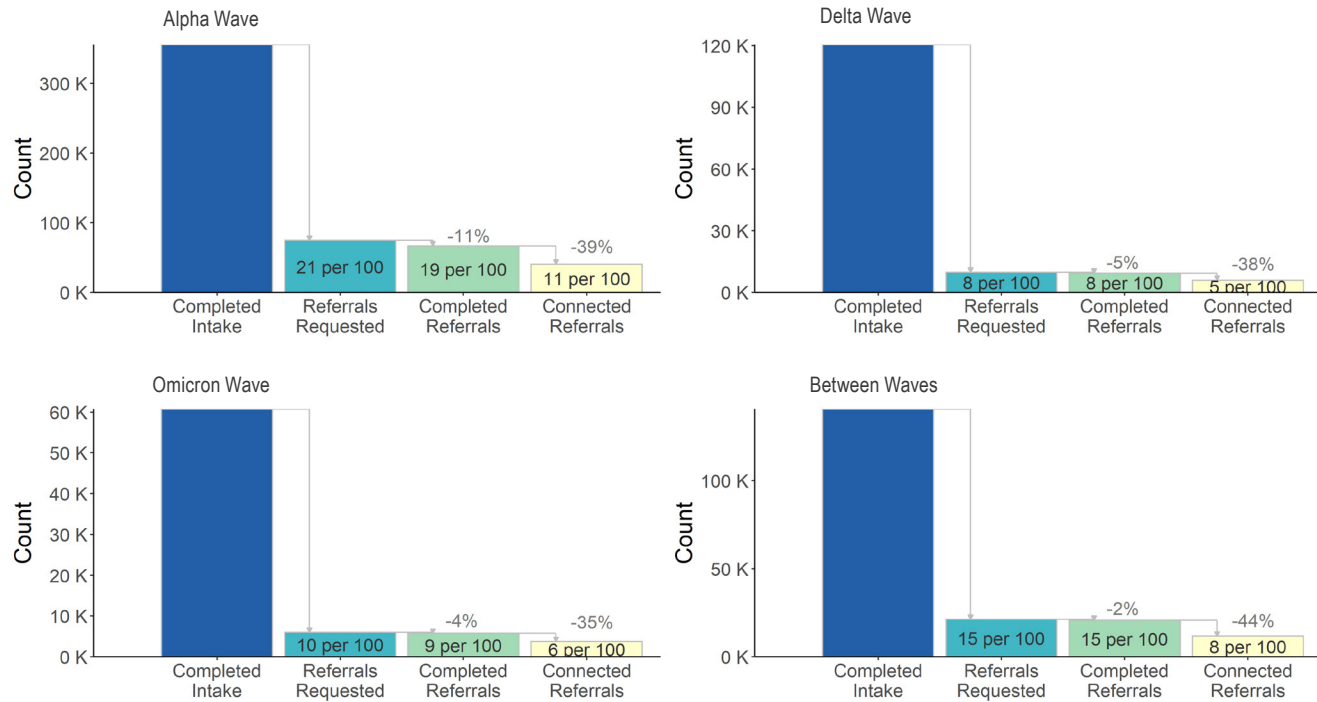 Alpha Wave
Count
300 K
200 K
100 K
0 K
-11%
-39%
21 per 100
19 per 100
11 per 100
Completed Intake
Referrals Requested
Completed Referrals
Connected Referrals
Delta Wave
Count
120 K
90 K
60 K
30 K
0 K
-5%
-38%
8 per 100
8 per 100
5 per 100
Completed Intake
Referrals Requested
Completed Referrals
Connected Referrals
Omicron Wave
Count
60 K
50 K
40 K
30 K
20 K
10 K
0 K
-4%
-35%
10 per 100
9 per 100
6 per 100
Completed Intake
Referrals Requested
Completed Referrals
Connected Referrals
Between Waves
Count
100 K
50 K
0 K
-2%
-44%
15 per 100
15 per 100
8 per 100
Completed Intake
Referrals Requested
Completed Referrals
Connected Referrals